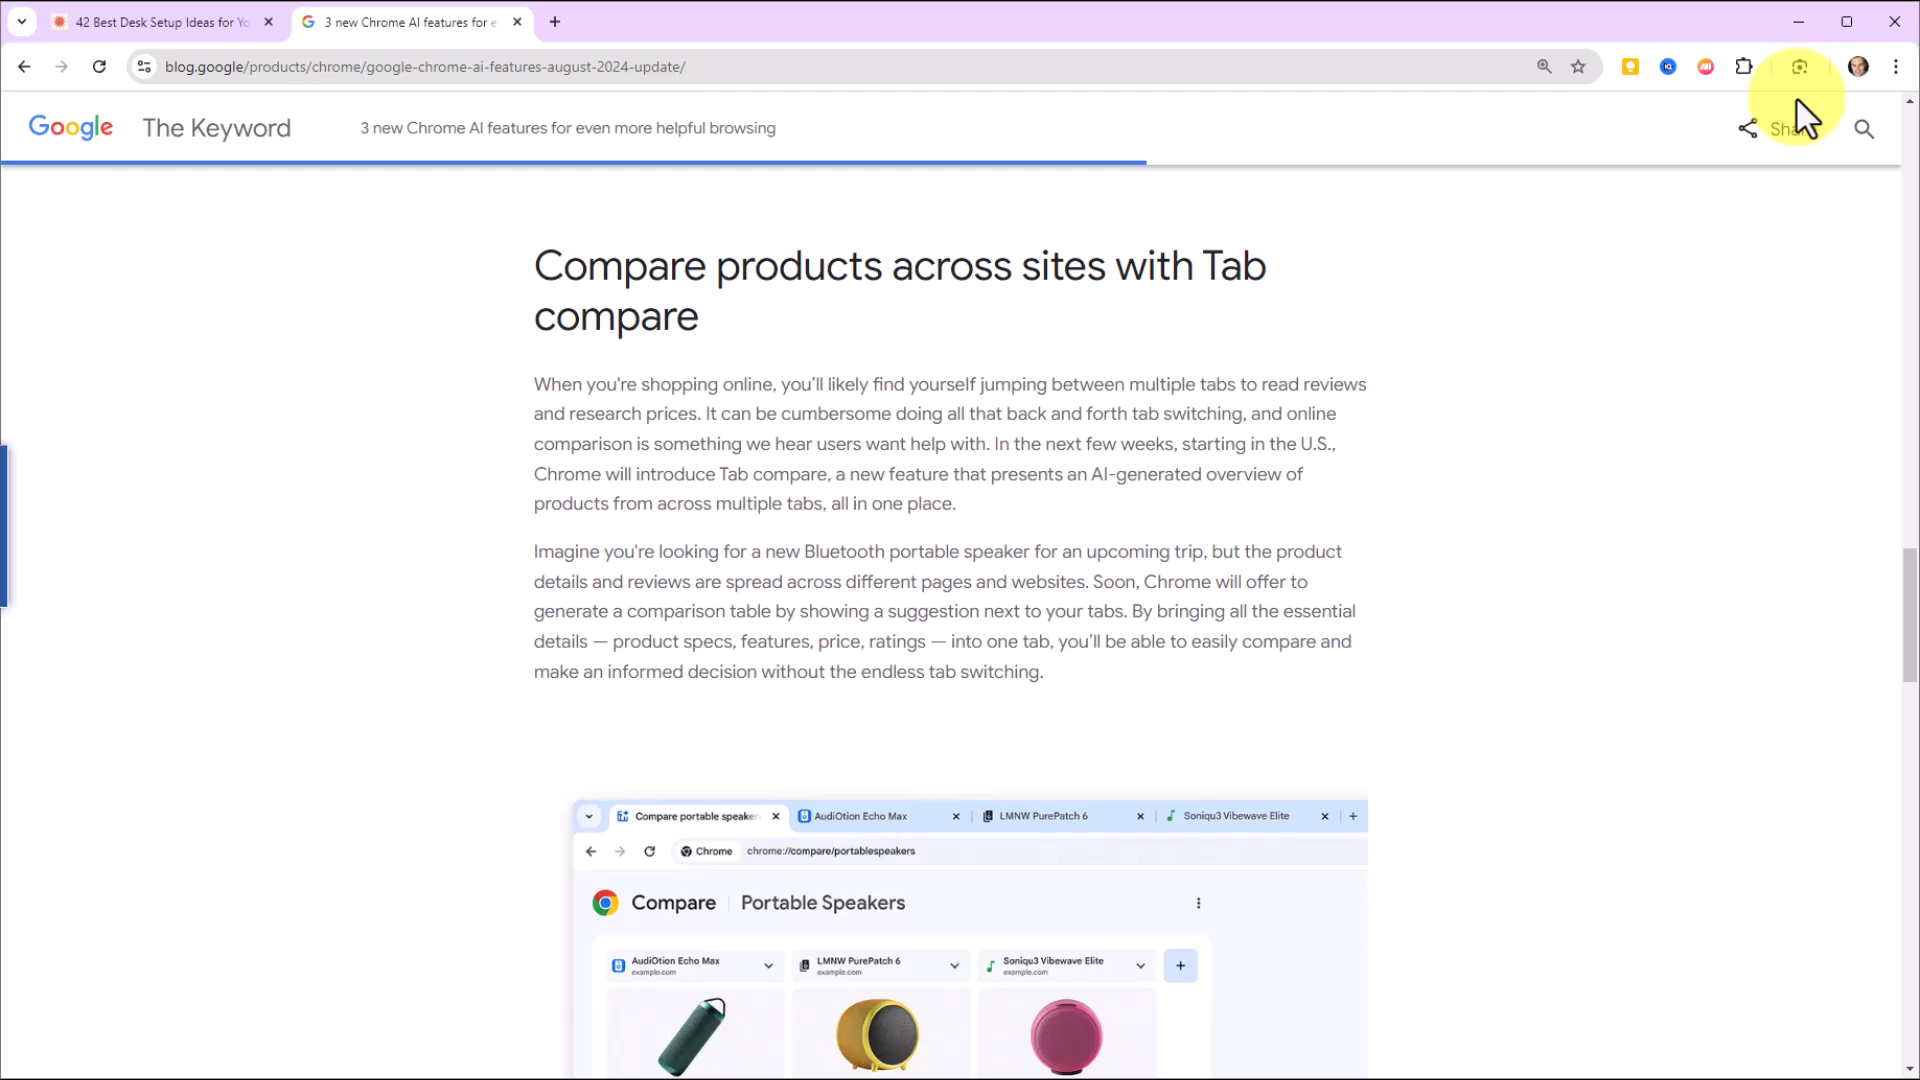 42 Best Desk Setup Ideas for Yo
3 new Chrome AI features for e
blog.google/products/chrome/google-chrome-ai-features-august-2024-update/
Google The Keyword
3 new Chrome AI features for even more helpful browsing
Compare products across sites with Tab
compare
When you're shopping online, you’ll likely find yourself jumping between multiple tabs to read reviews
and research prices. It can be cumbersome doing all that back and forth tab switching, and online
comparison is something we hear users want help with. In the next few weeks, starting in the U.S.,
Chrome will introduce Tab compare, a new feature that presents an AI-generated overview of
products from across multiple tabs, all in one place.
Imagine you're looking for a new Bluetooth portable speaker for an upcoming trip, but the product
details and reviews are spread across different pages and websites. Soon, Chrome will offer to
generate a comparison table by showing a suggestion next to your tabs. By bringing all the essential
details — product specs, features, price, ratings — into one tab, you’ll be able to easily compare and
make an informed decision without the endless tab switching.
Compare portable speaker
AudiOtion Echo Max
LMNW PurePatch 6
Soniqu3 Vibewave Elite
Chrome chrome://compare/portablespeakers
Compare Portable Speakers
AudiOtion Echo Max
example.com
LMNW PurePatch 6
example.com
Soniqu3 Vibewave Elite
example.com